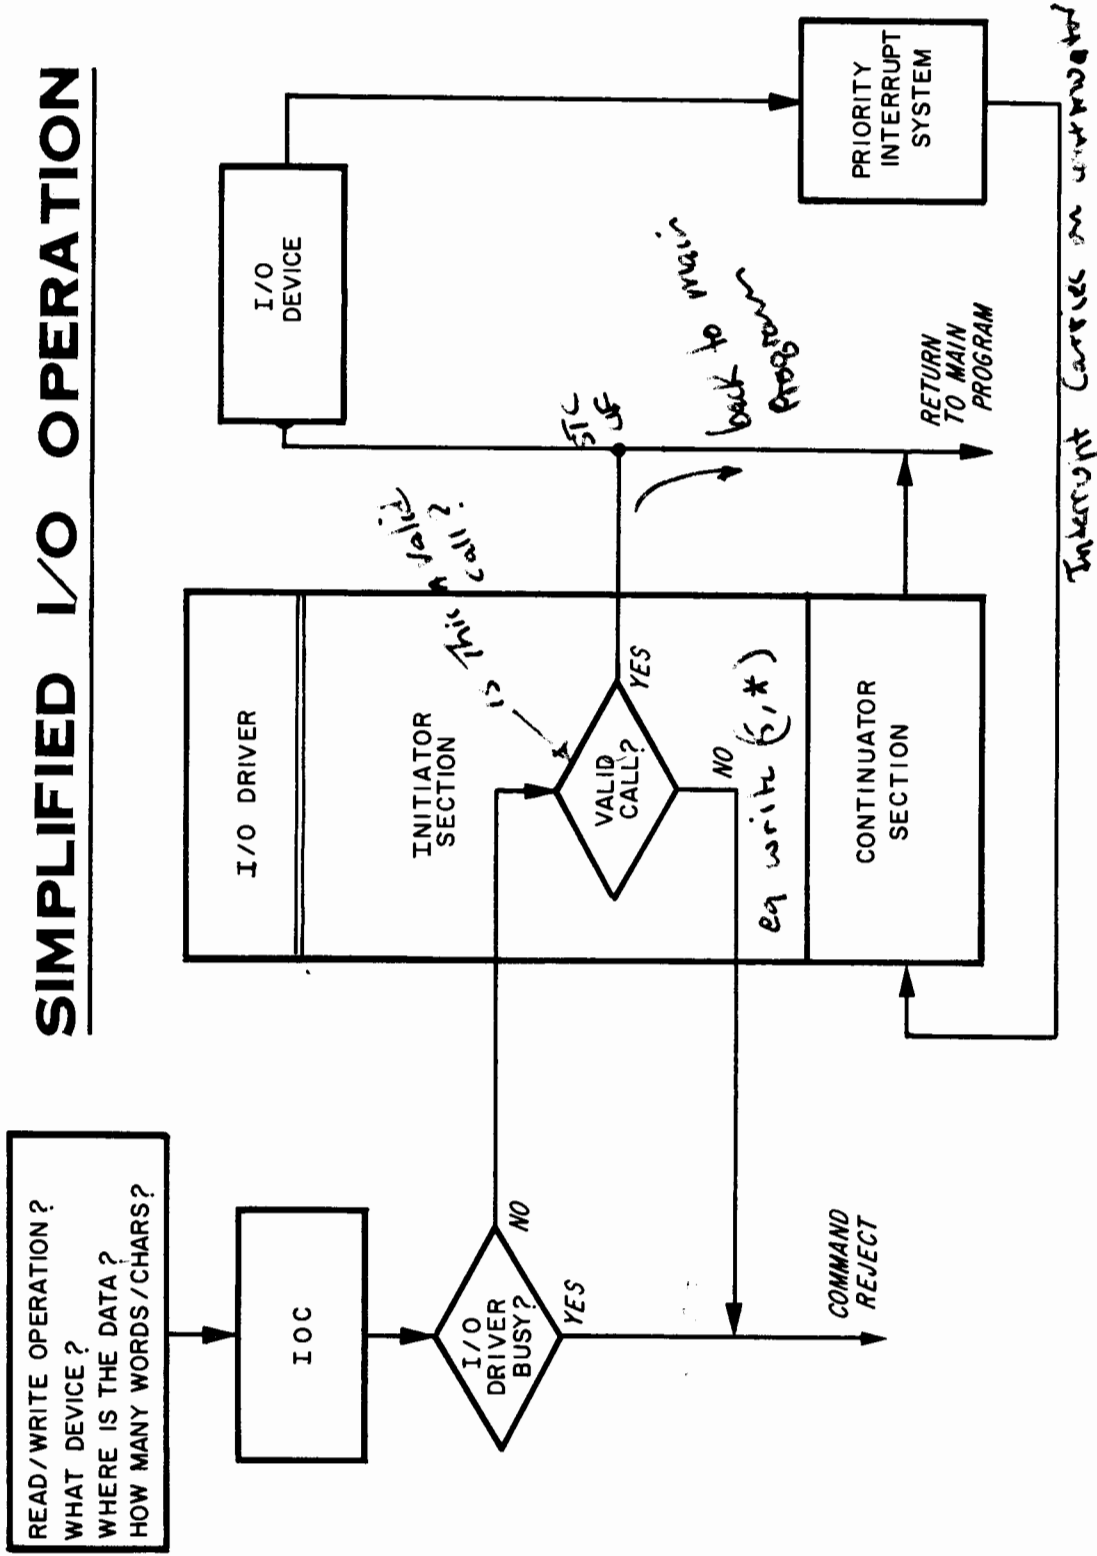 SIMPLIFIED I/O OPERATION
READ/WRITE OPERATION?
WHAT DEVICE?
WHERE IS THE DATA?
HOW MANY WORDS/CHARS?
IOC
I/O
DRIVER
BUSY?
NO
YES
COMMAND
REJECT
I/O DRIVER
INITIATOR
SECTION
is This a valid
call?
VALID
CALL?
YES
NO
eg write (5,*)
CONTINUATOR
SECTION
I/O
DEVICE
STC
back to main
program
RETURN
TO MAIN
PROGRAM
PRIORITY
INTERRUPT
SYSTEM
Interrupt Carries on